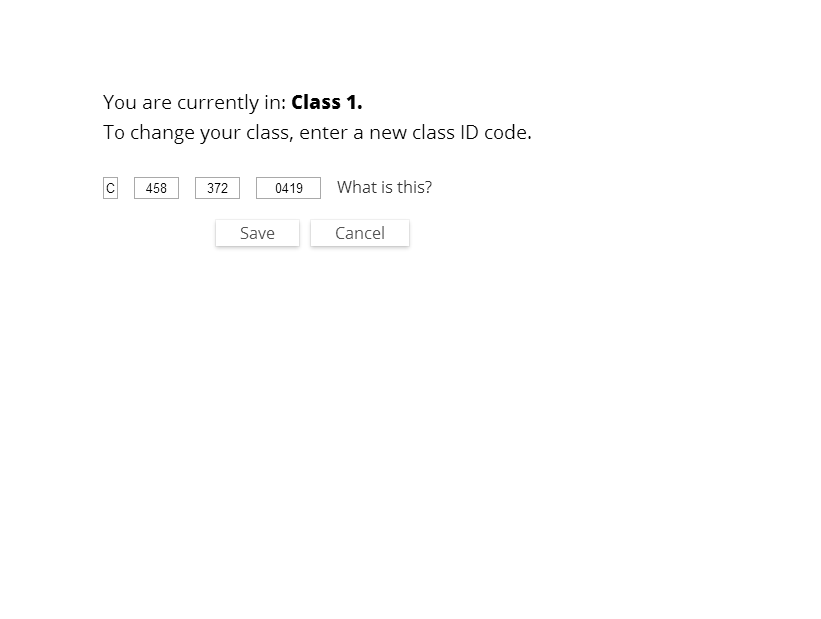 You are currently in: Class 1.
To change your class, enter a new class ID code.
C 458 372 0419 What is this?
Save Cancel